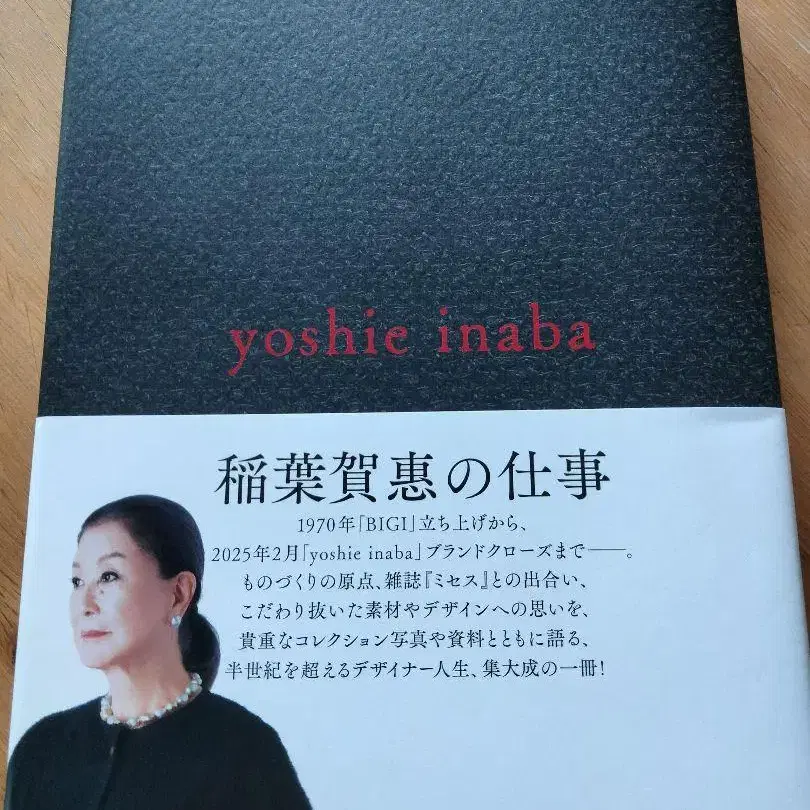 yoshie inaba
稲葉賀惠の仕事
1970年「BIGI」立ち上げから、
2025年2月「yoshie inaba」ブランドクローズまで——。
ものづくりの原点、雑誌『ミセス』との出合い、
こだわり抜いた素材やデザインへの思いを、
貴重なコレクション写真や資料とともに語る、
半世紀を超えるデザイナー人生、集大成の一冊！